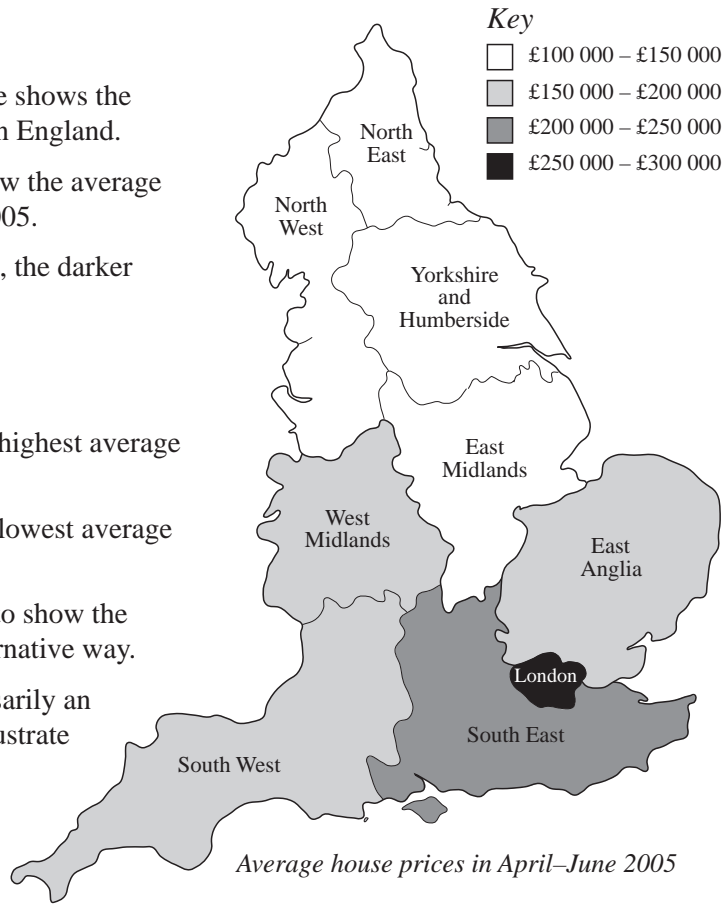 e shows the
n England.
w the average
005.
, the darker
highest average
lowest average
to show the
rnative way.
sarily an
ustrate
Key
£100 000 – £150 000
£150 000 – £200 000
£200 000 – £250 000
£250 000 – £300 000
North
East
North
West
Yorkshire
and
Humberside
East
Midlands
West
Midlands
East
Anglia
London
South East
South West
Average house prices in April–June 2005